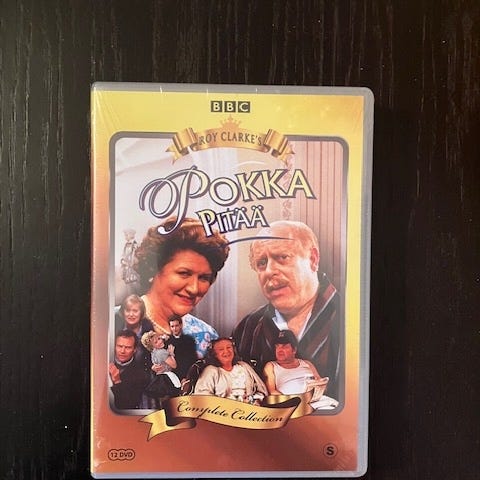 BBC
ROY CLARKE'S
POKKA
PITÄÄ
Complete Collection
12 DVD
S